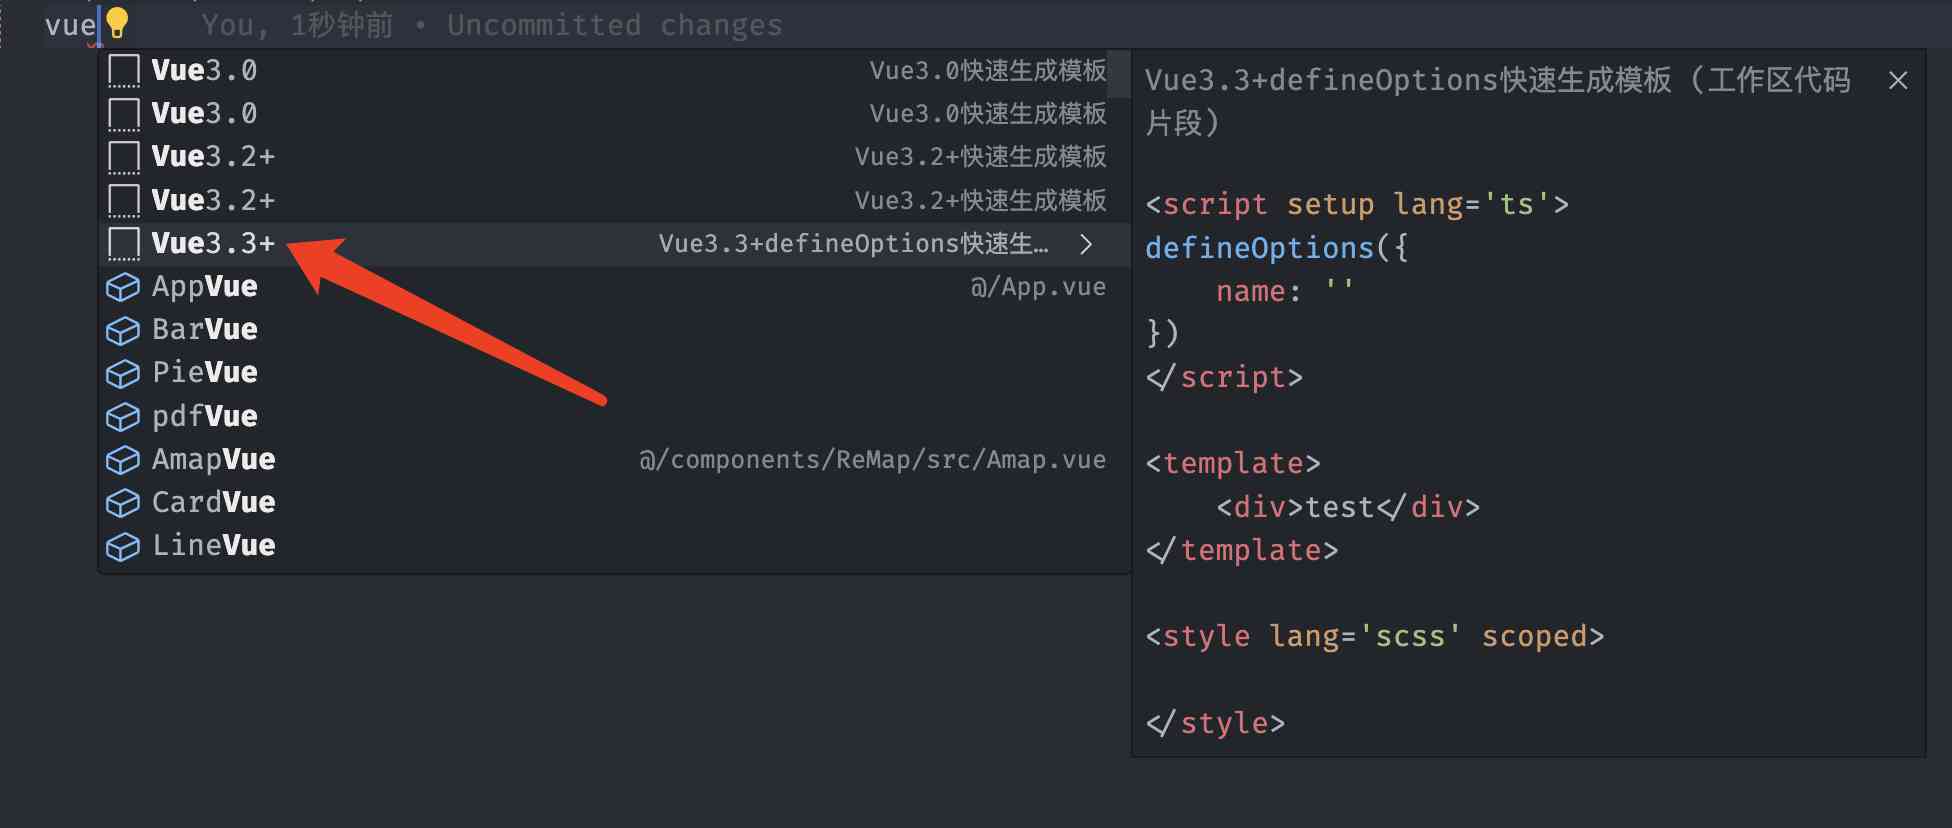 vue You, 1秒钟前 • Uncommitted changes
Vue3.0 Vue3.0快速生成模板
Vue3.0 Vue3.0快速生成模板
Vue3.2+ Vue3.2+快速生成模板
Vue3.2+ Vue3.2+快速生成模板
Vue3.3+ Vue3.3+defineOptions快速生…
AppVue @/App.vue
BarVue
PieVue
pdfVue
AmapVue @/components/ReMap/src/Amap.vue
CardVue
LineVue
Vue3.3+defineOptions快速生成模板（工作区代码
片段）
<script setup lang='ts'>
defineOptions({
    name: ''
})
</script>
<template>
    <div>test</div>
</template>
<style lang='scss' scoped>
</style>